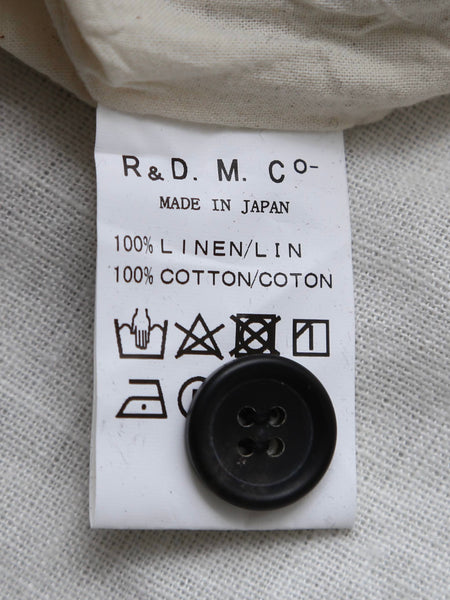 R&D. M. Co-
MADE IN JAPAN
100% LINEN/LIN
100% COTTON/COTON